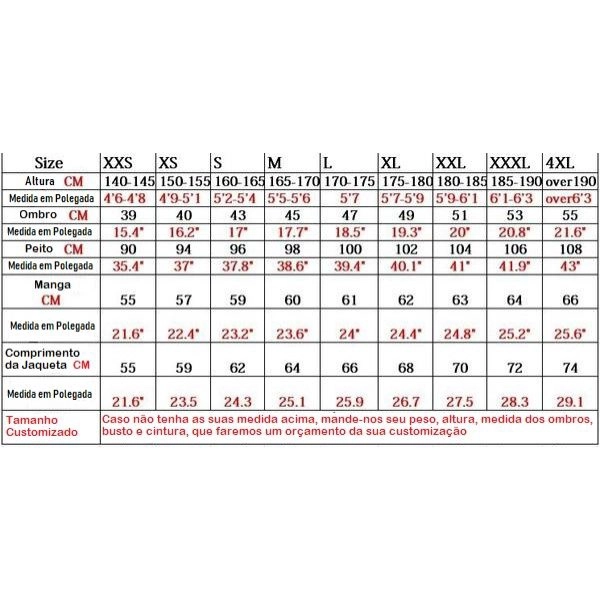 Size XXS XS S M L XL XXL XXXL 4XL
Altura CM 140-145 150-155 160-165 165-170 170-175 175-180 180-185 185-190 over190
Medida em Polegada 4'6-4'8 4'9-5'1 5'2-5'4 5'5-5'6 5'7 5'7-5'9 5'9-6'1 6'1-6'3 over6'3
Ombro CM 39 40 43 45 47 49 51 53 55
Medida em Polegada 15.4" 16.2" 17" 17.7" 18.5" 19.3" 20" 20.8" 21.6"
Peito CM 90 94 96 98 100 102 104 106 108
Medida em Polegada 35.4" 37" 37.8" 38.6" 39.4" 40.1" 41" 41.9" 43"
Manga
CM 55 57 59 60 61 62 63 64 66
Medida em Polegada 21.6" 22.4" 23.2" 23.6" 24" 24.4" 24.8" 25.2" 25.6"
Comprimento
da Jaqueta CM 55 59 62 64 66 68 70 72 74
Medida em Polegada 21.6" 23.5 24.3 25.1 25.9 26.7 27.5 28.3 29.1
Tamanho Caso não tenha as suas medida acima, mande-nos seu peso, altura, medida dos ombros,
Customizado busto e cintura, que faremos um orçamento da sua customização